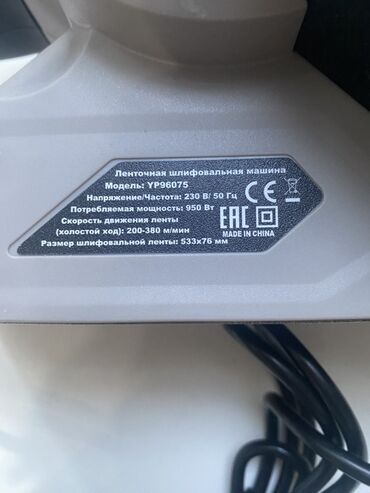 Ленточная шлифовальная машина
Модель: YP96075
Напряжение/Частота: 230 В/ 50 Гц
Потребляемая мощность: 950 Вт
Скорость движения ленты
(холостой ход): 200-380 м/мин
Размер шлифовальной ленты: 533x76 мм
CE
EAC
MADE IN CHINA